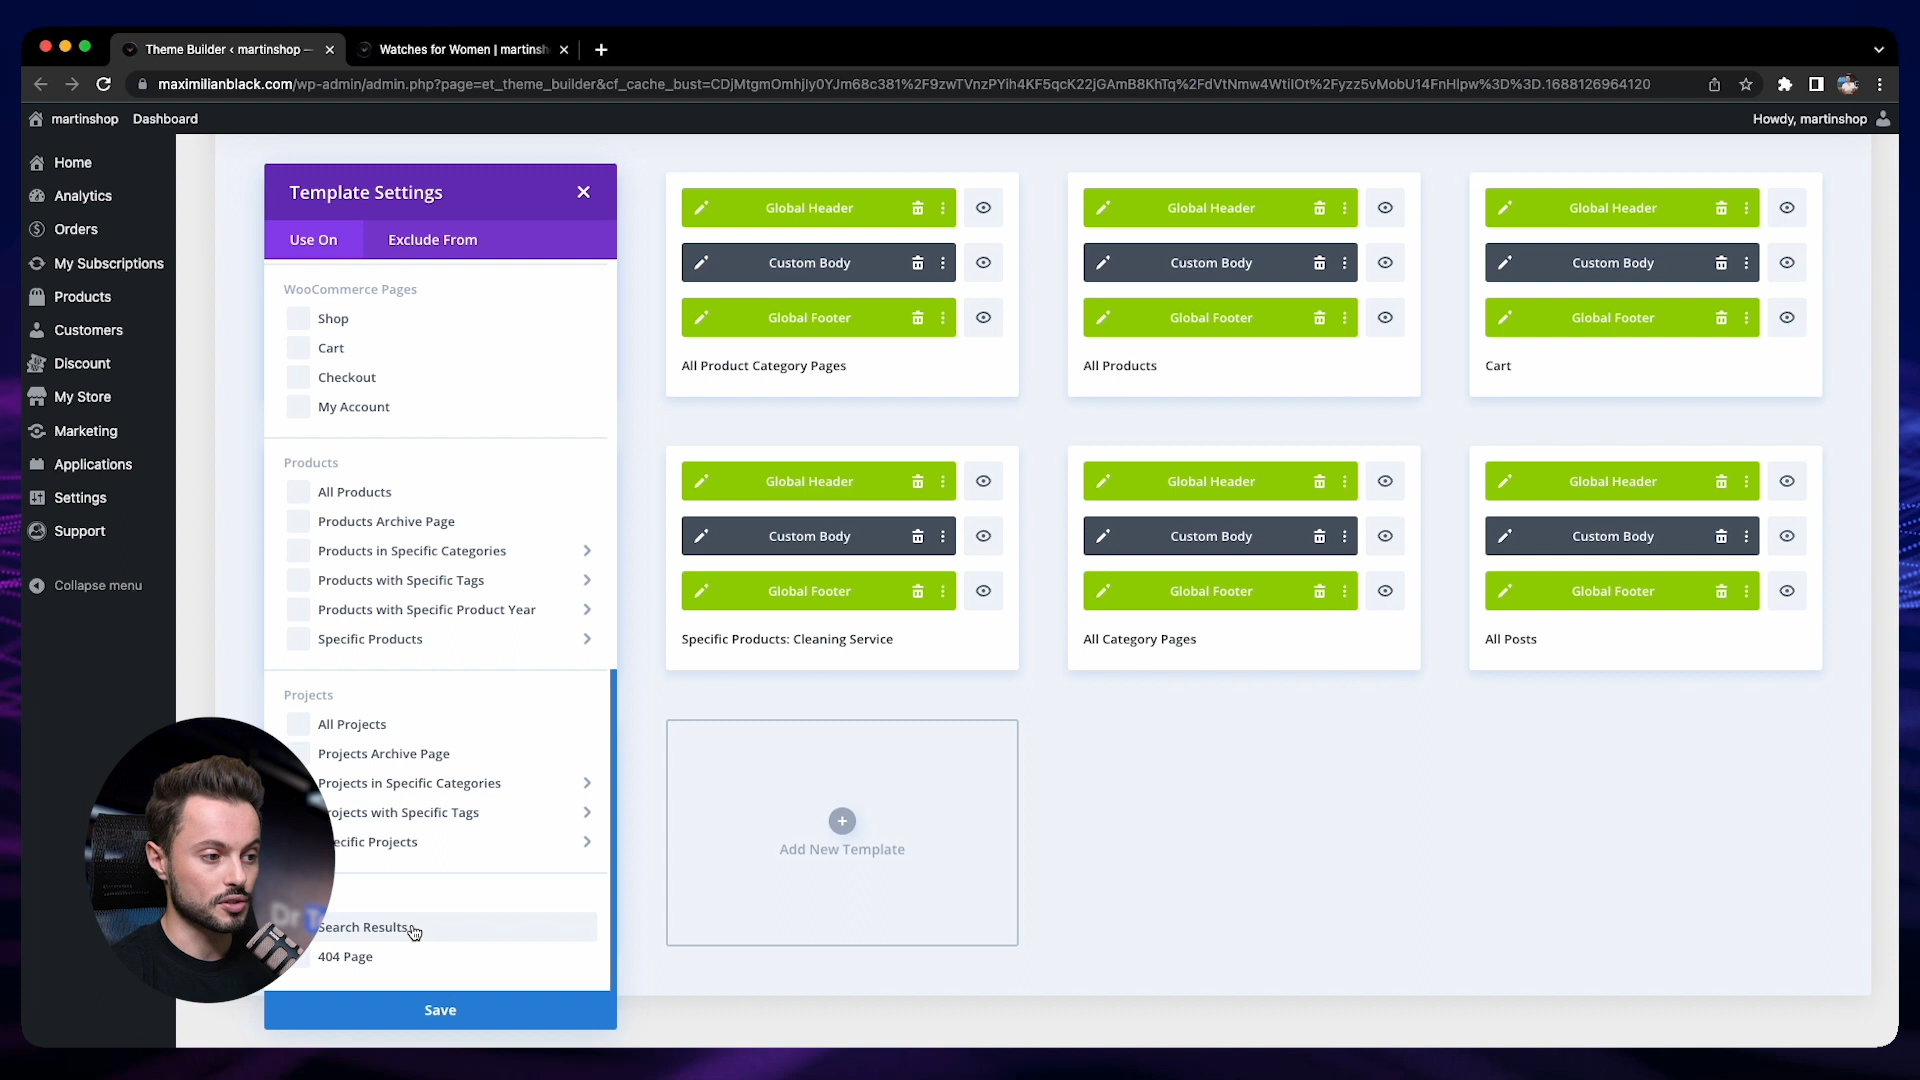 Theme Builder ‹ martinshop —
Watches for Women | martinsh
maximilianblack.com/wp-admin/admin.php?page=et_theme_builder&cf_cache_bust=CDjMtgmOmhjIy0YJm68c381%2F9zwTVnzPYih4KF5qcK22jGAmB8KhTq%2FdVtNmw4WtiIOt%2Fyzz5vMobU14FnHlpw%3D%3D.1688126964120
martinshop
Dashboard
Howdy, martinshop
Home
Analytics
Orders
My Subscriptions
Products
Customers
Discount
My Store
Marketing
Applications
Settings
Support
Collapse menu
Template Settings
Use On
Exclude From
WooCommerce Pages
Shop
Cart
Checkout
My Account
Products
All Products
Products Archive Page
Products in Specific Categories
Products with Specific Tags
Products with Specific Product Year
Specific Products
Projects
All Projects
Projects Archive Page
Projects in Specific Categories
rojects with Specific Tags
ecific Projects
Search Results
404 Page
Save
Global Header
Custom Body
Global Footer
All Product Category Pages
Global Header
Custom Body
Global Footer
All Products
Global Header
Custom Body
Global Footer
Cart
Global Header
Custom Body
Global Footer
Specific Products: Cleaning Service
Global Header
Custom Body
Global Footer
All Category Pages
Global Header
Custom Body
Global Footer
All Posts
Add New Template